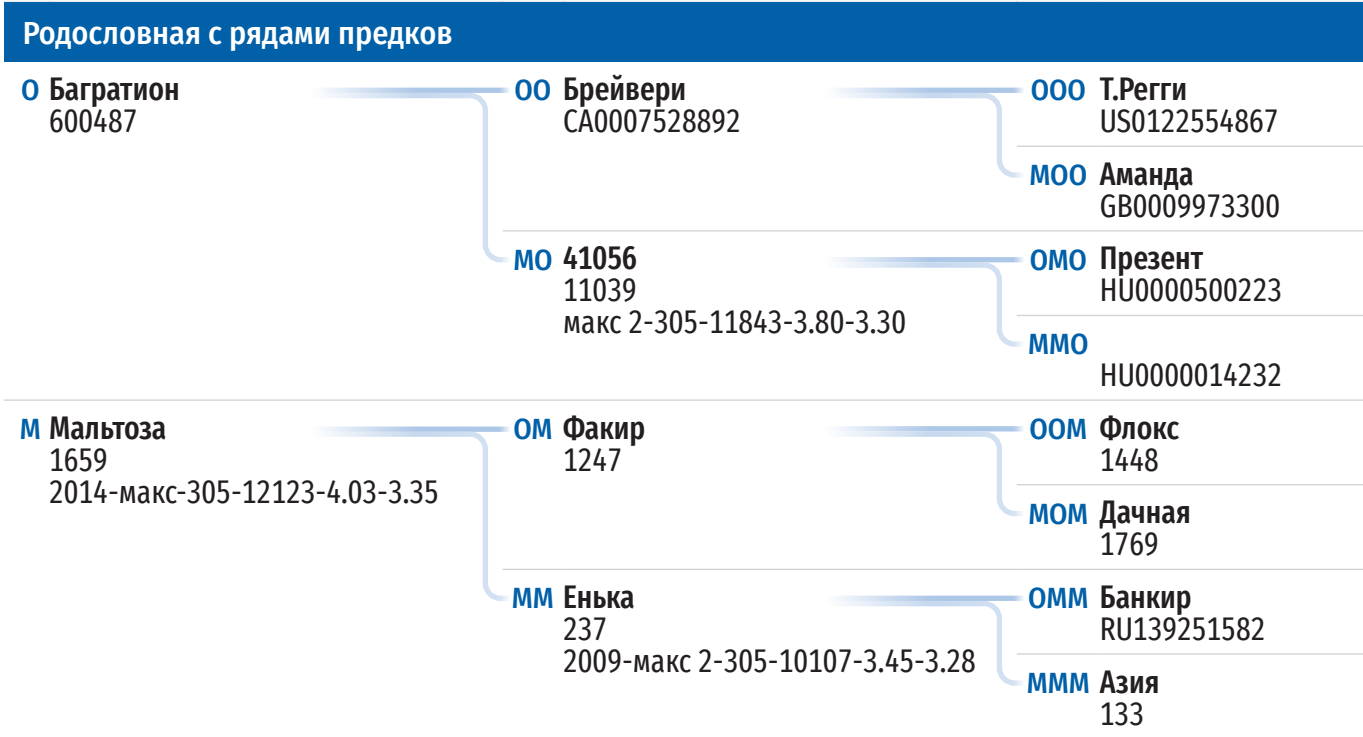 Родословная с рядами предков
О Багратион
600487
ОО Брейвери
CA0007528892
ООО Т.Регги
US0122554867
МОО Аманда
GB0009973300
МО 41056
11039
макс 2-305-11843-3.80-3.30
ОМО Презент
HU0000500223
ММО
HU0000014232
М Мальтоза
1659
2014-макс-305-12123-4.03-3.35
ОМ Факир
1247
ООМ Флокс
1448
МОМ Дачная
1769
ММ Енька
237
2009-макс 2-305-10107-3.45-3.28
ОММ Банкир
RU139251582
МММ Азия
133